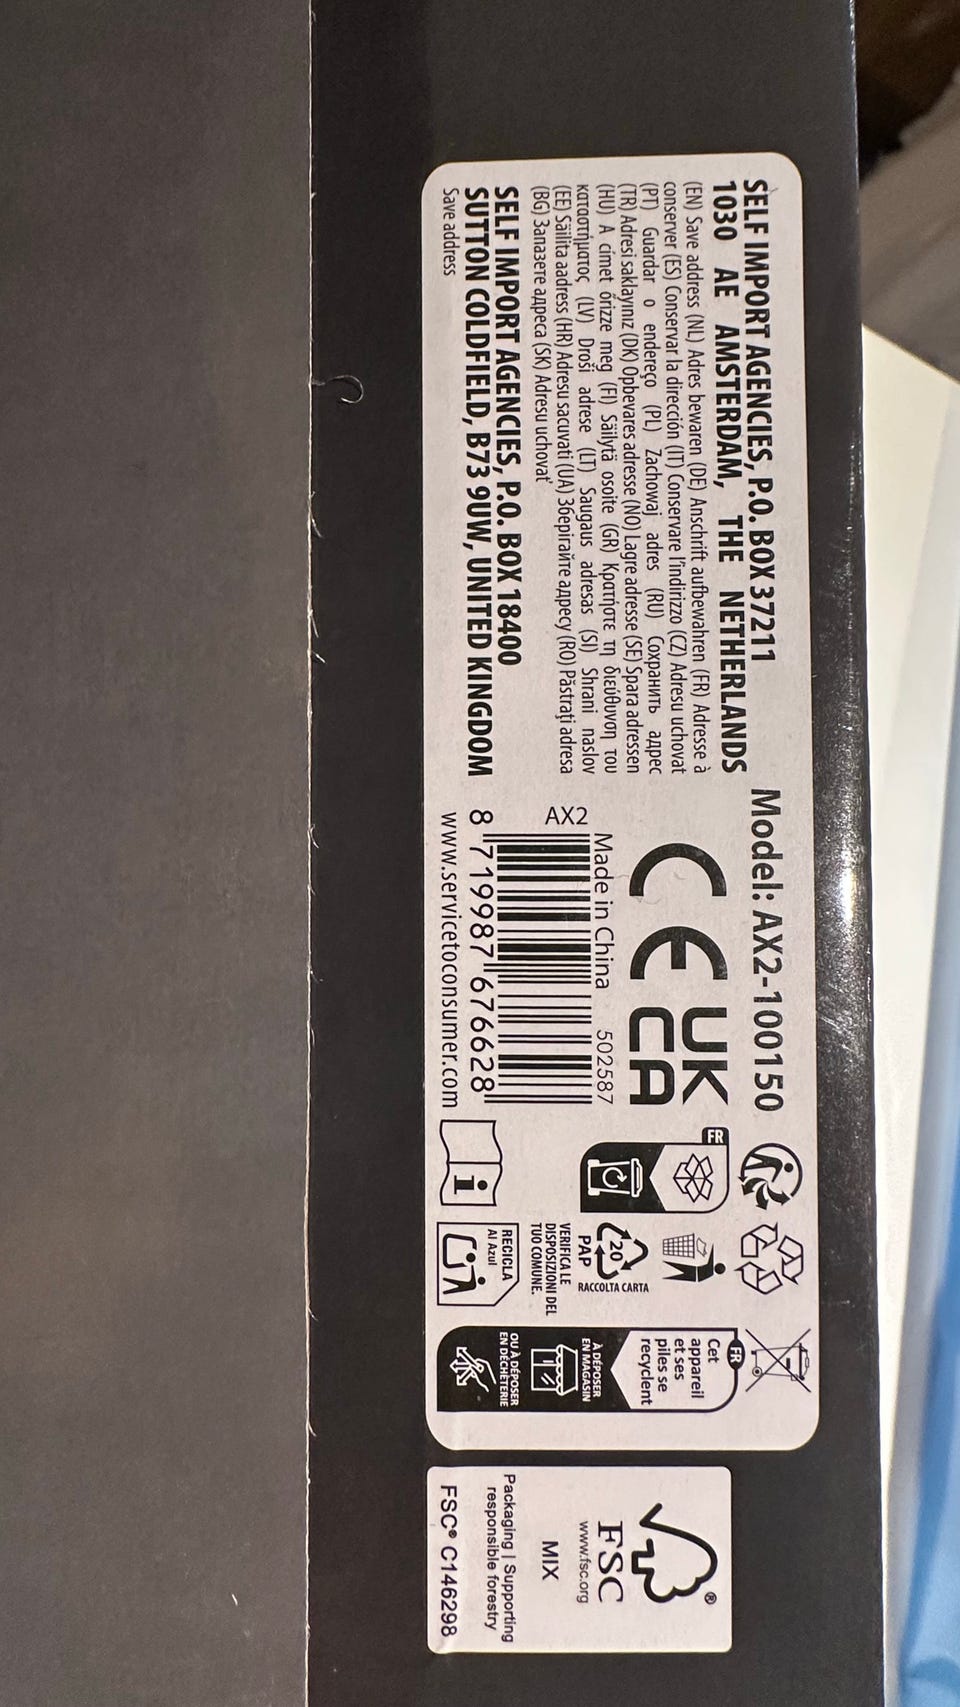 SELF IMPORT AGENCIES, P.O. BOX 37211
1030 AE AMSTERDAM, THE NETHERLANDS
(EN) Save address (NL) Adres bewaren (DE) Anschrift aufbewahren (FR) Adresse à
conserver (ES) Conservar la dirección (IT) Conservare l'indirizzo (CZ) Adresu uchovat
(PT) Guardar o endereço (PL) Zachowaj adres (RU) Сохранить адрес
(TR) Adresi saklayınız (DK) Opbevares adresse (NO) Lagre adresse (SE) Spara adressen
(HU) A címet őrizze meg (FI) Säilytä osoite (GR) Κρατήστε τη διεύθυνση του
καταστήματος (LV) Droši adrese (LT) Saugaus adresas (SI) Shrani naslov
(EE) Säilita aadress (HR) Adresu sacuvati (UA) Зберігайте адресу (RO) Păstrați adresa
(BG) Запазете адреса (SK) Adresu uchovať
SELF IMPORT AGENCIES, P.O. BOX 18400
SUTTON COLDFIELD, B73 9UW, UNITED KINGDOM
Save address
Model: AX2-100150
CE UK
CA
Made in China 502587
AX2
8 719987 676628
www.servicetoconsumer.com
FR
20
PAP
RACCOLTA CARTA
VERIFICA LE
DISPOSIZIONI DEL
TUO COMUNE.
RECICLA
Al Azul
FR
Cet
appareil
et ses
piles se
recyclent
À DÉPOSER
EN MAGASIN
OU À DÉPOSER
EN DÉCHÈTERIE
FSC®
www.fsc.org
MIX
Packaging | Supporting
responsible forestry
FSC® C146298